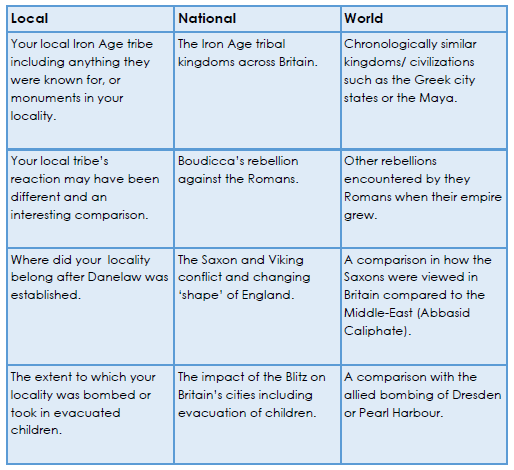 Local
National
World
Your local Iron Age tribe
including anything they
were known for, or
monuments in your
locality.
The Iron Age tribal
kingdoms across Britain.
Chronologically similar
kingdoms/ civilizations
such as the Greek city
states or the Maya.
Your local tribe’s
reaction may have been
different and an
interesting comparison.
Boudicca’s rebellion
against the Romans.
Other rebellions
encountered by they
Romans when their empire
grew.
Where did your locality
belong after Danelaw was
established.
The Saxon and Viking
conflict and changing
‘shape’ of England.
A comparison in how the
Saxons were viewed in
Britain compared to the
Middle-East (Abbasid
Caliphate).
The extent to which your
locality was bombed or
took in evacuated
children.
The impact of the Blitz on
Britain’s cities including
evacuation of children.
A comparison with the
allied bombing of Dresden
or Pearl Harbour.